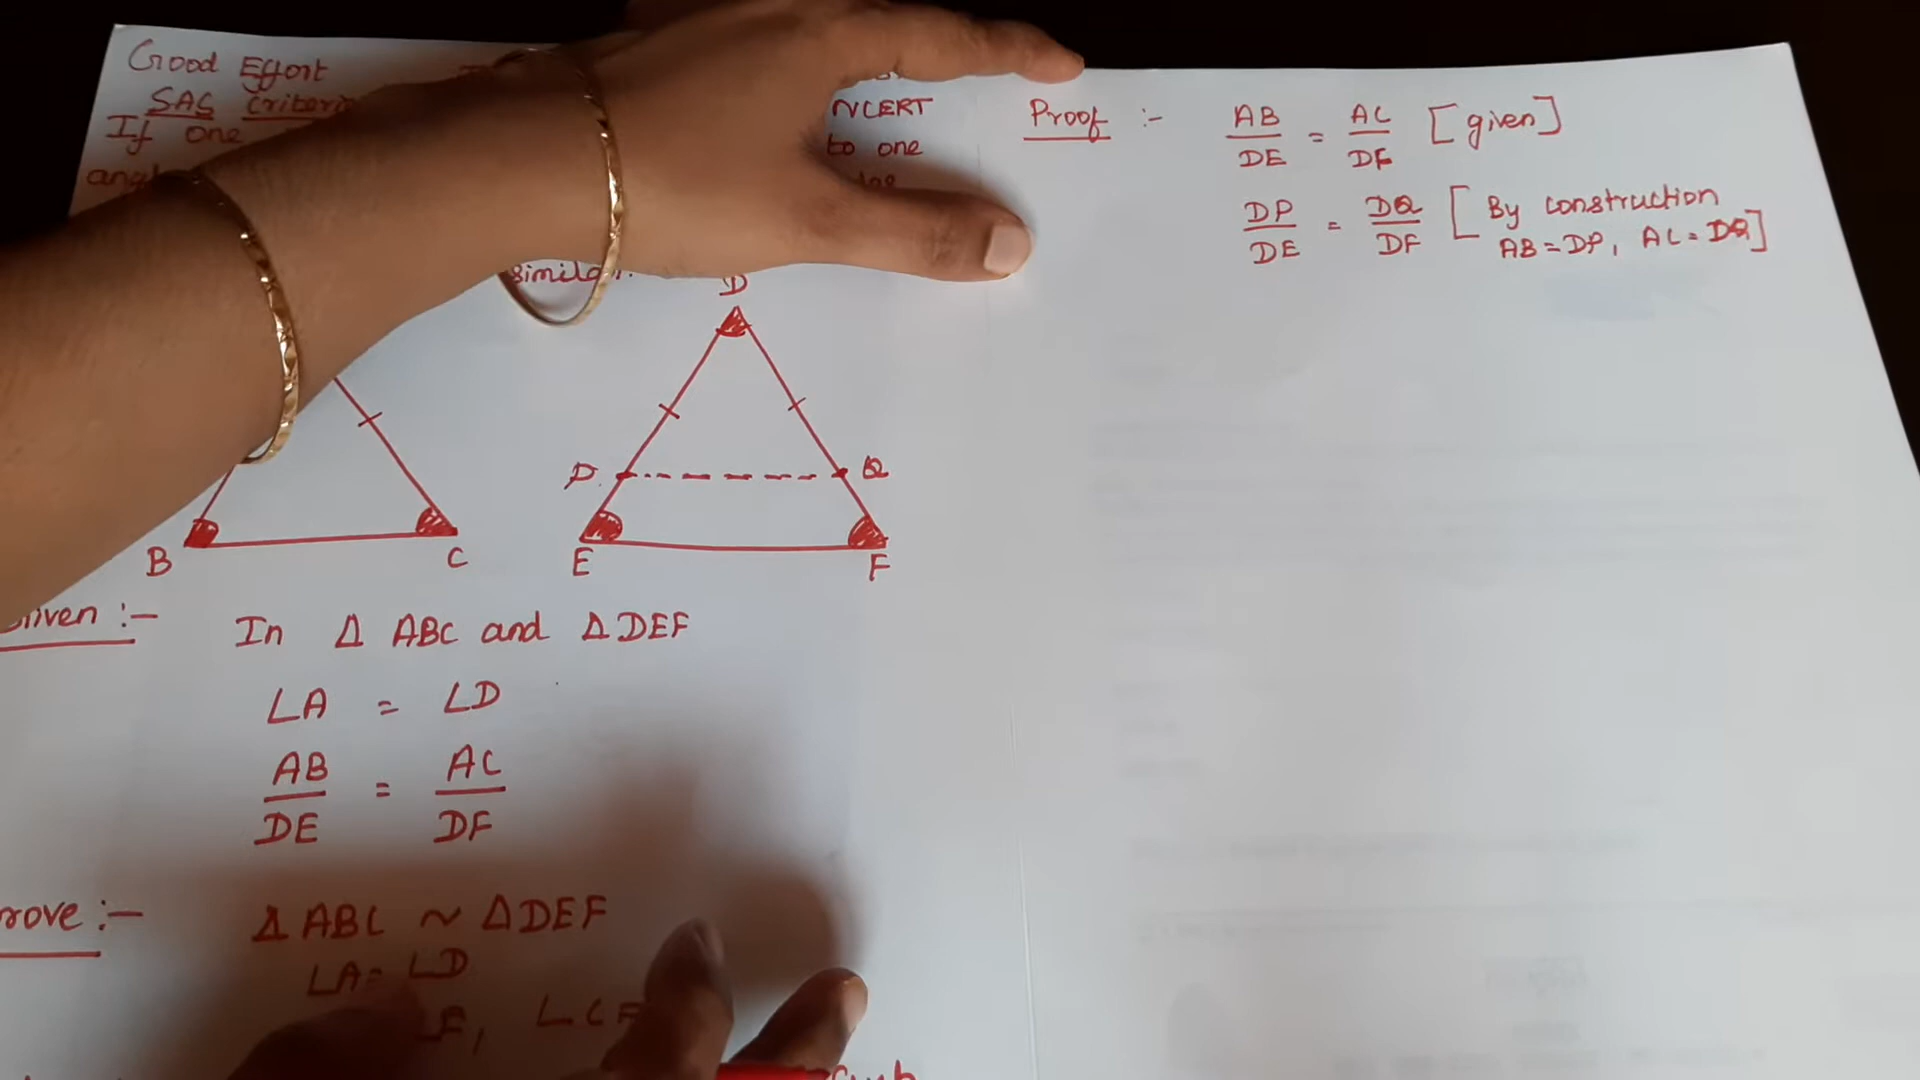 Good Effort
SAS Criteri
NCERT
If one
to one
similar.
D
P
Q
B
C
E
F
Given :-
In Δ ABC and Δ DEF
∠A = ∠D
AB/DE = AC/DF
rove :-
Δ ABC ~ Δ DEF
∠A = ∠D
Proof :- AB/DE = AC/DF [given]
DP/DE = DQ/DF [By construction
AB = DP, AC = DQ]